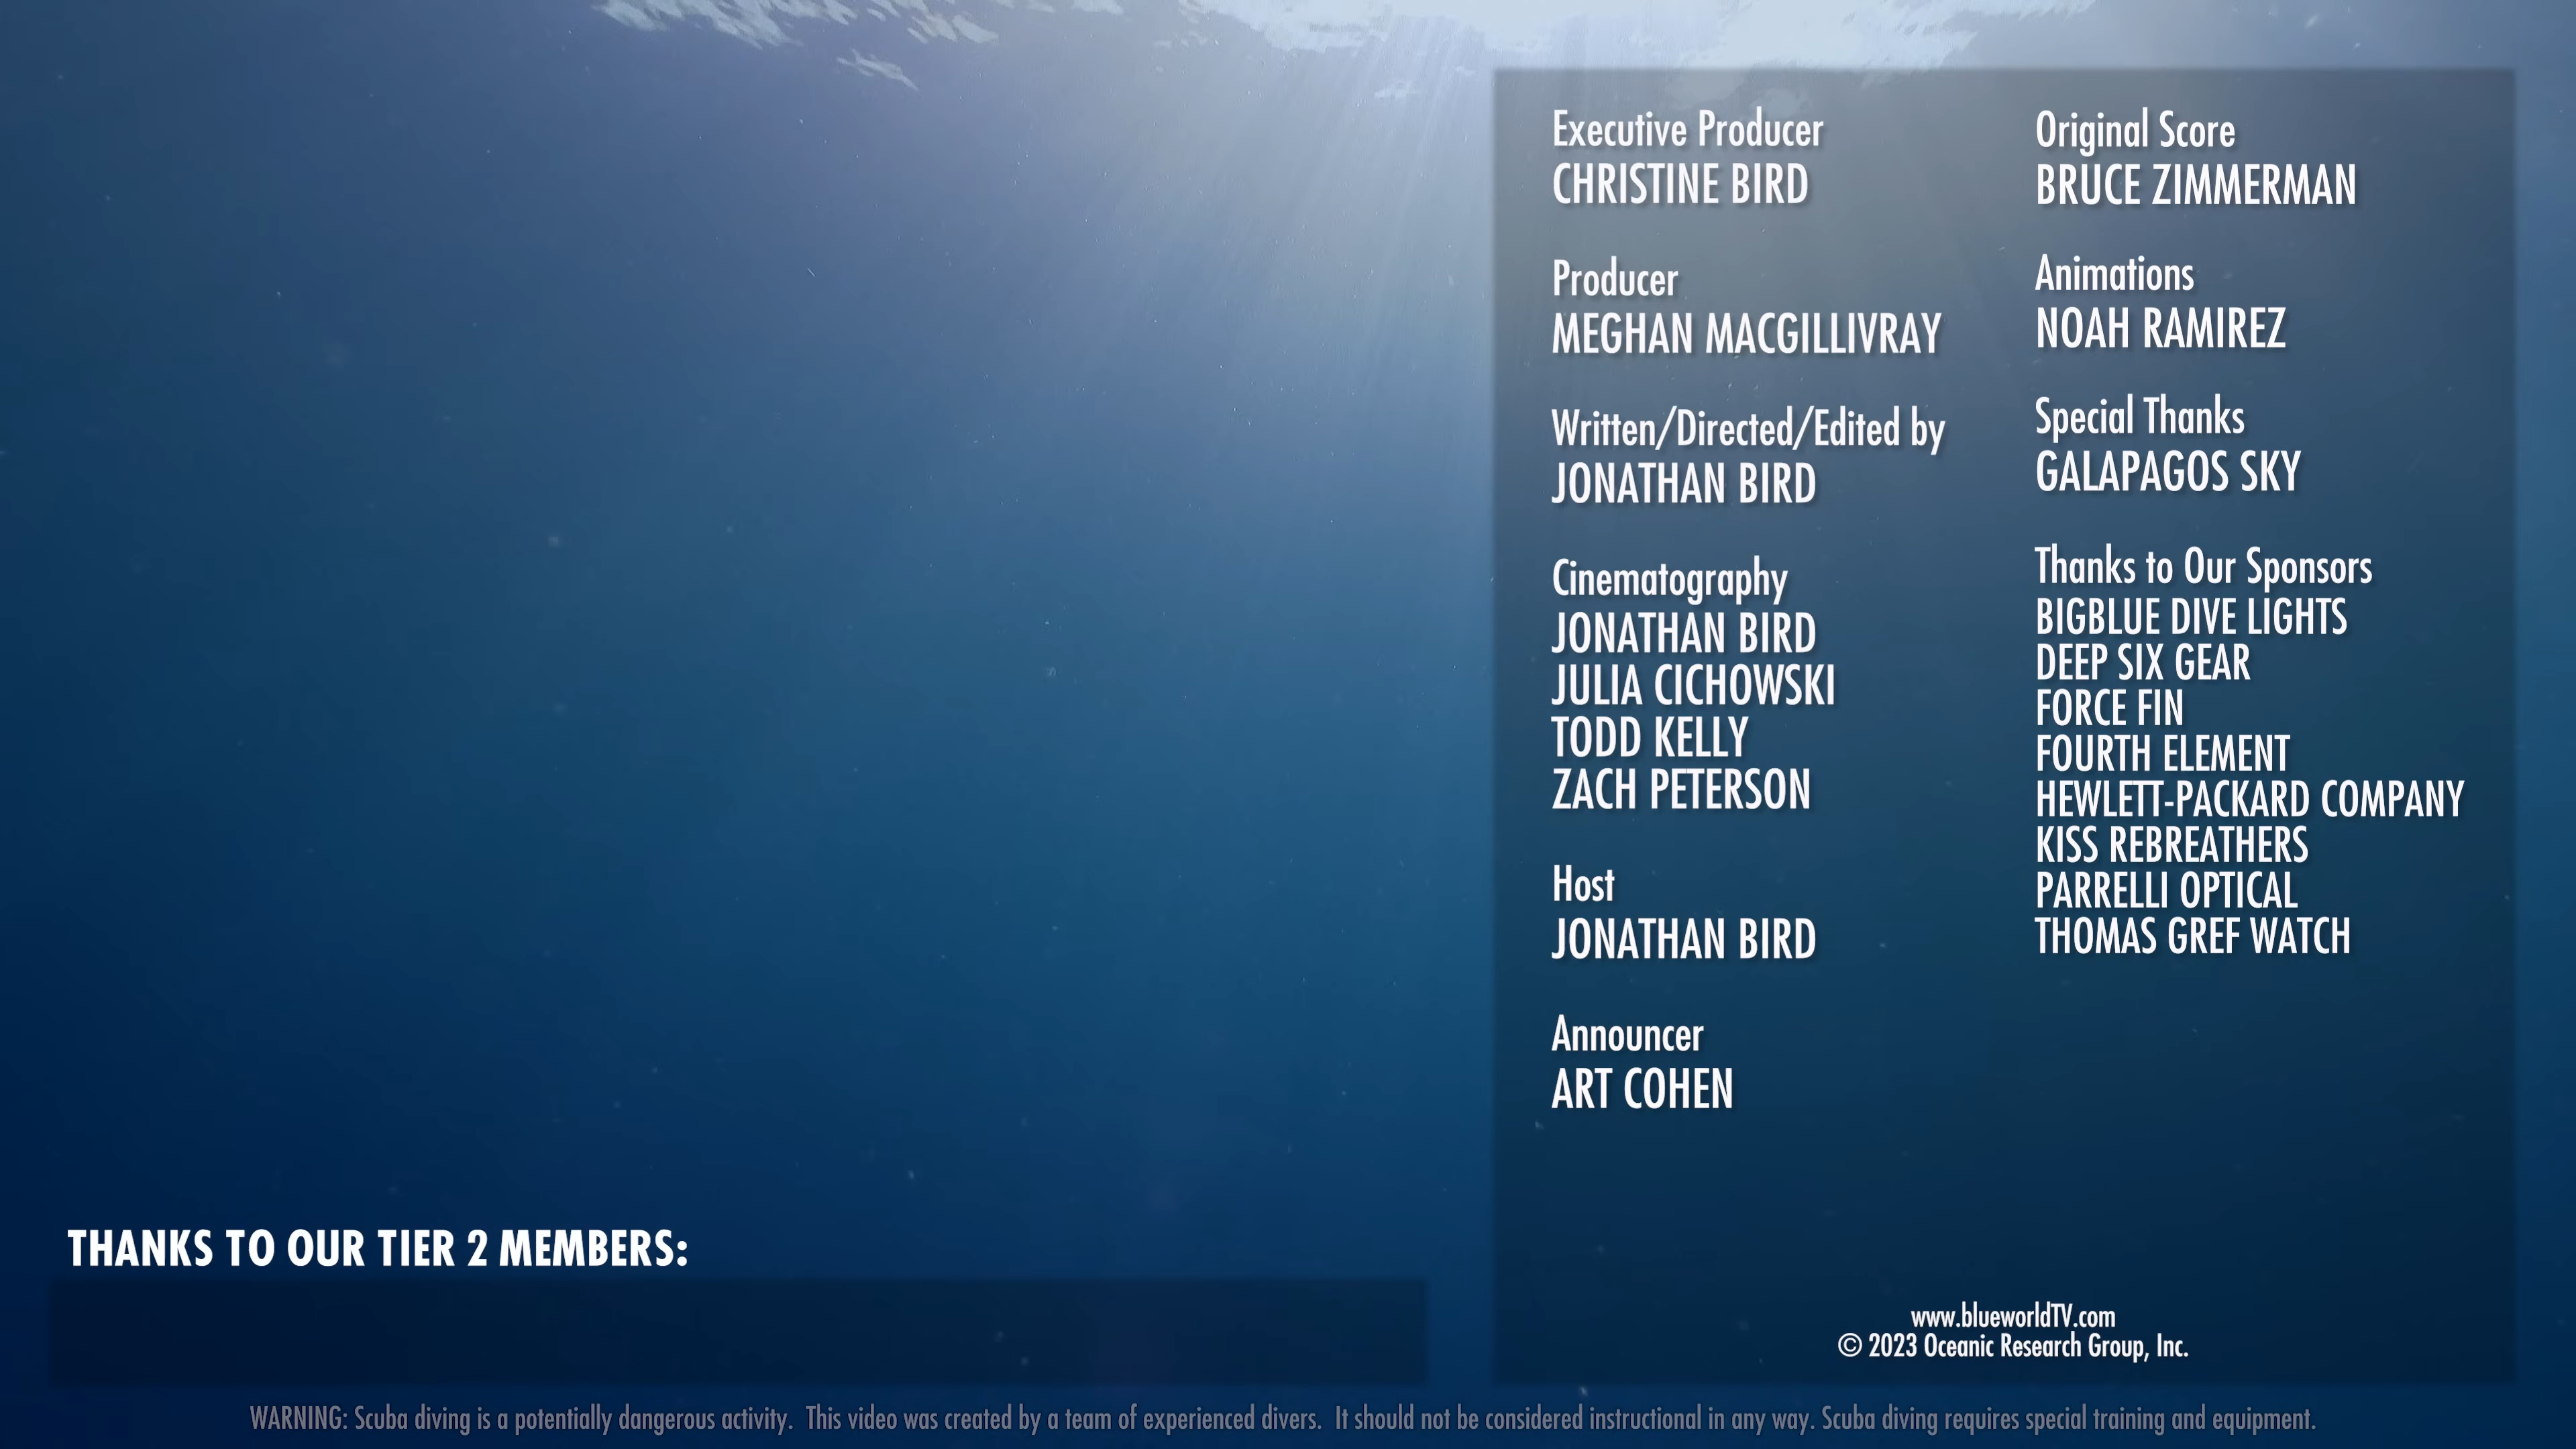 Executive Producer
CHRISTINE BIRD
Producer
MEGHAN MACGILLIVRAY
Written/Directed/Edited by
JONATHAN BIRD
Cinematography
JONATHAN BIRD
JULIA CICHOWSKI
TODD KELLY
ZACH PETERSON
Host
JONATHAN BIRD
Announcer
ART COHEN
Original Score
BRUCE ZIMMERMAN
Animations
NOAH RAMIREZ
Special Thanks
GALAPAGOS SKY
Thanks to Our Sponsors
BIGBLUE DIVE LIGHTS
DEEP SIX GEAR
FORCE FIN
FOURTH ELEMENT
HEWLETT-PACKARD COMPANY
KISS REBREATHERS
PARRELLI OPTICAL
THOMAS GREF WATCH
THANKS TO OUR TIER 2 MEMBERS:
www.blueworldTV.com
© 2023 Oceanic Research Group, Inc.
WARNING: Scuba diving is a potentially dangerous activity.  This video was created by a team of experienced divers.  It should not be considered instructional in any way. Scuba diving requires special training and equipment.